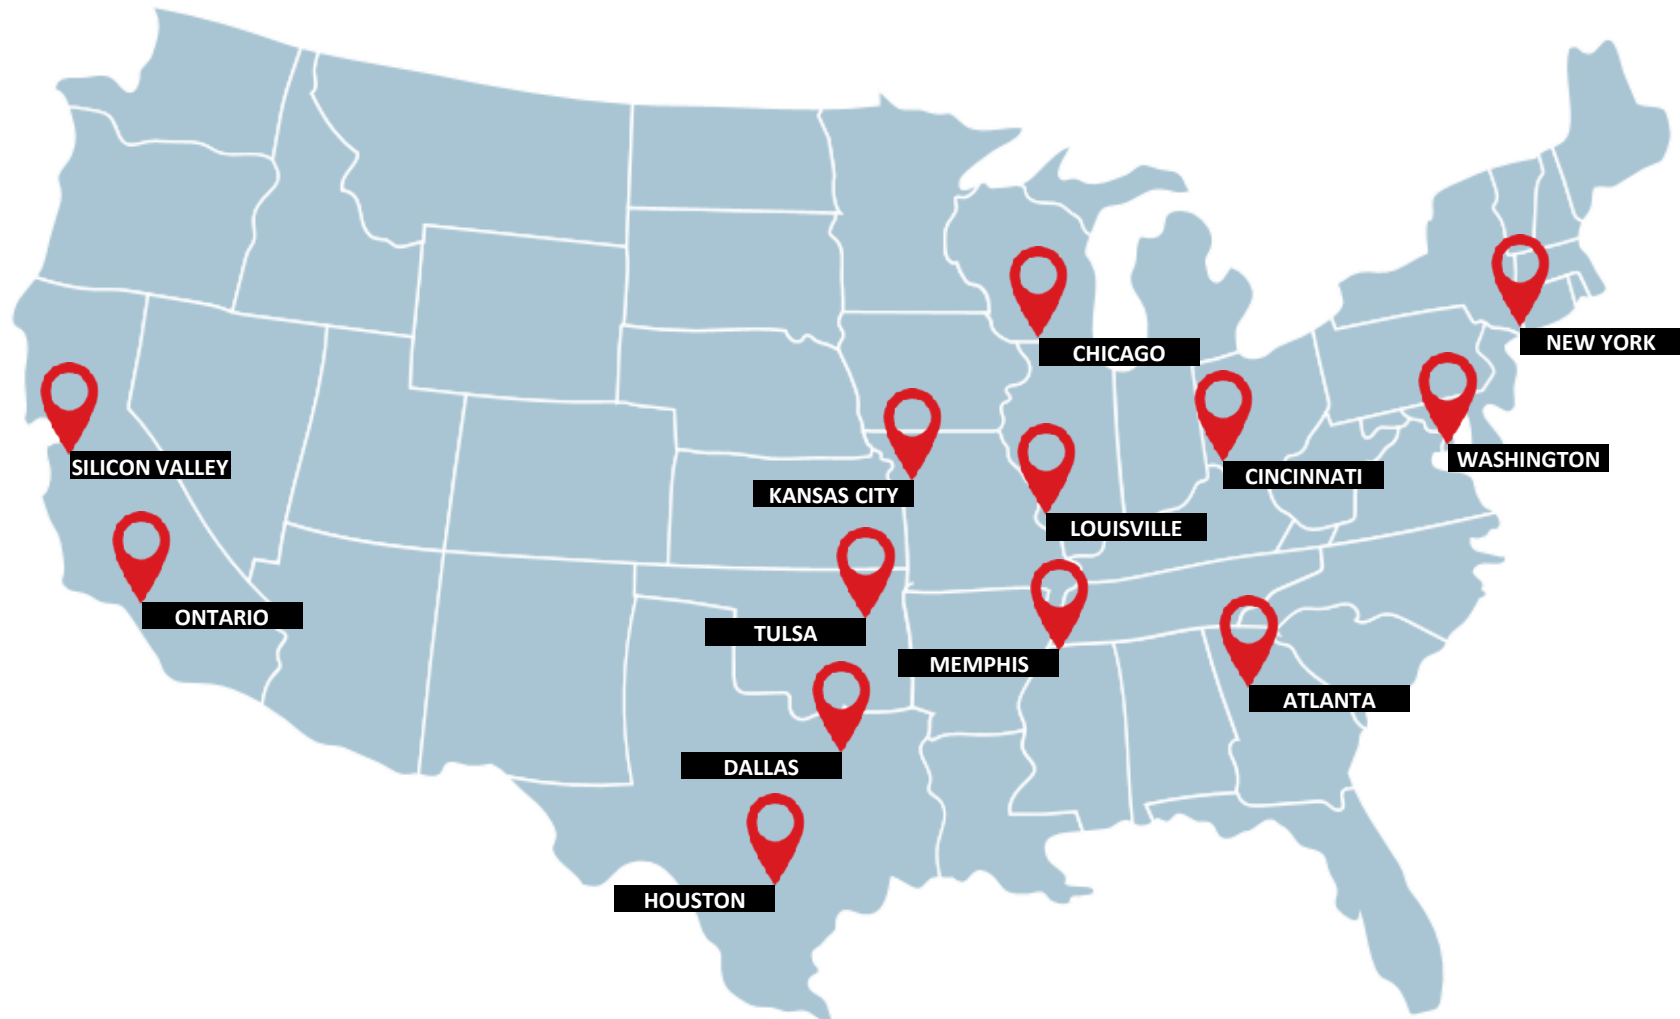 NEW YORK
CHICAGO
WASHINGTON
SILICON VALLEY
CINCINNATI
KANSAS CITY
LOUISVILLE
ONTARIO
TULSA
MEMPHIS
ATLANTA
DALLAS
HOUSTON